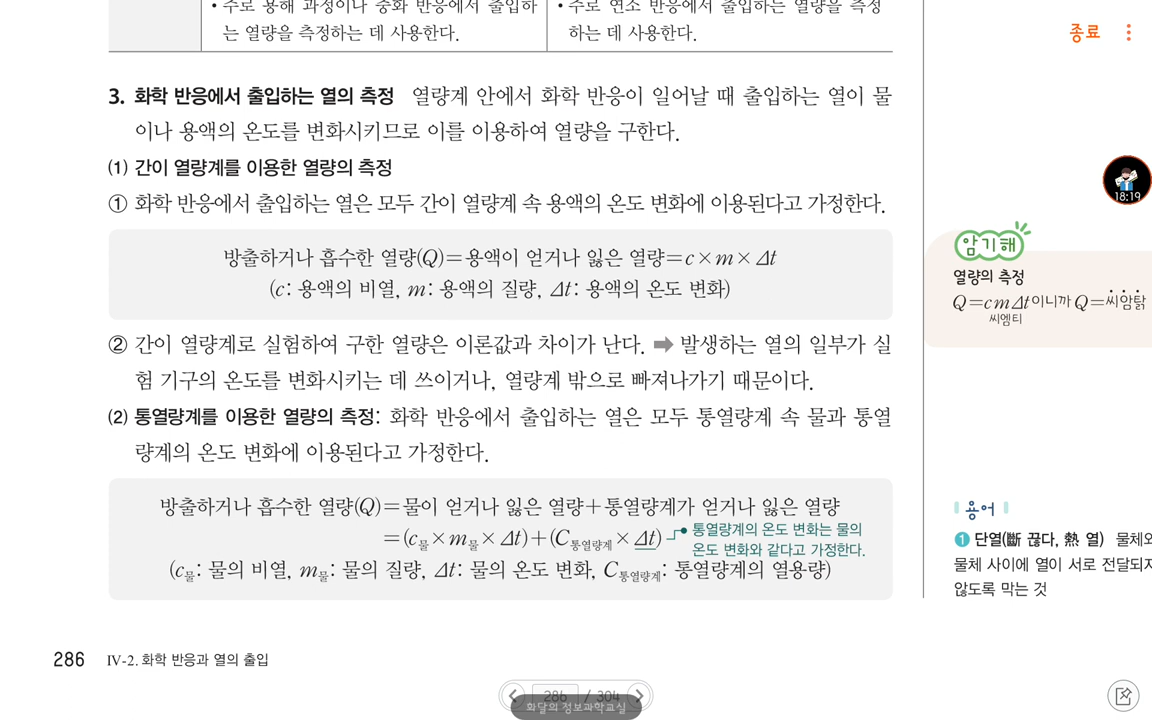 • 주로 용해 과정이나 중화 반응에서 출입하
는 열량을 측정하는 데 사용한다.
• 주로 연소 반응에서 출입하는 열량을 측정
하는 데 사용한다.
종료
3. 화학 반응에서 출입하는 열의 측정 열량계 안에서 화학 반응이 일어날 때 출입하는 열이 물
이나 용액의 온도를 변화시키므로 이를 이용하여 열량을 구한다.
(1) 간이 열량계를 이용한 열량의 측정
① 화학 반응에서 출입하는 열은 모두 간이 열량계 속 용액의 온도 변화에 이용된다고 가정한다.
방출하거나 흡수한 열량(Q)=용액이 얻거나 잃은 열량=c×m×Δt
(c: 용액의 비열, m: 용액의 질량, Δt: 용액의 온도 변화)
② 간이 열량계로 실험하여 구한 열량은 이론값과 차이가 난다. ➡ 발생하는 열의 일부가 실
험 기구의 온도를 변화시키는 데 쓰이거나, 열량계 밖으로 빠져나가기 때문이다.
(2) 통열량계를 이용한 열량의 측정: 화학 반응에서 출입하는 열은 모두 통열량계 속 물과 통열
량계의 온도 변화에 이용된다고 가정한다.
방출하거나 흡수한 열량(Q)=물이 얻거나 잃은 열량+통열량계가 얻거나 잃은 열량
=(c물×m물×Δt)+(C통열량계×Δt)
통열량계의 온도 변화는 물의
온도 변화와 같다고 가정한다.
(c물: 물의 비열, m물: 물의 질량, Δt: 물의 온도 변화, C통열량계: 통열량계의 열용량)
18:19
암기해
열량의 측정
Q=cmΔt이니까 Q=씨암탉
씨엠티
용어
❶ 단열(斷 끊다, 熱 열) 물체와
물체 사이에 열이 서로 전달되지
않도록 막는 것
286 Ⅳ-2. 화학 반응과 열의 출입
286 / 304
화달의 정보과학교실